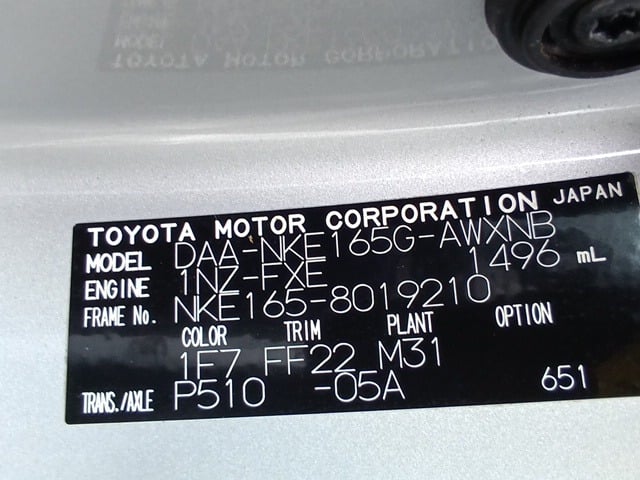 TOYOTA MOTOR CORPORATION JAPAN
MODEL DAA-NKE165G-AWXNB
ENGINE 1NZ-FXE 1496 mL
FRAME No. NKE165-8019210
COLOR TRIM PLANT OPTION
1F7 FF22 M31
TRANS./AXLE P510 -05A 651